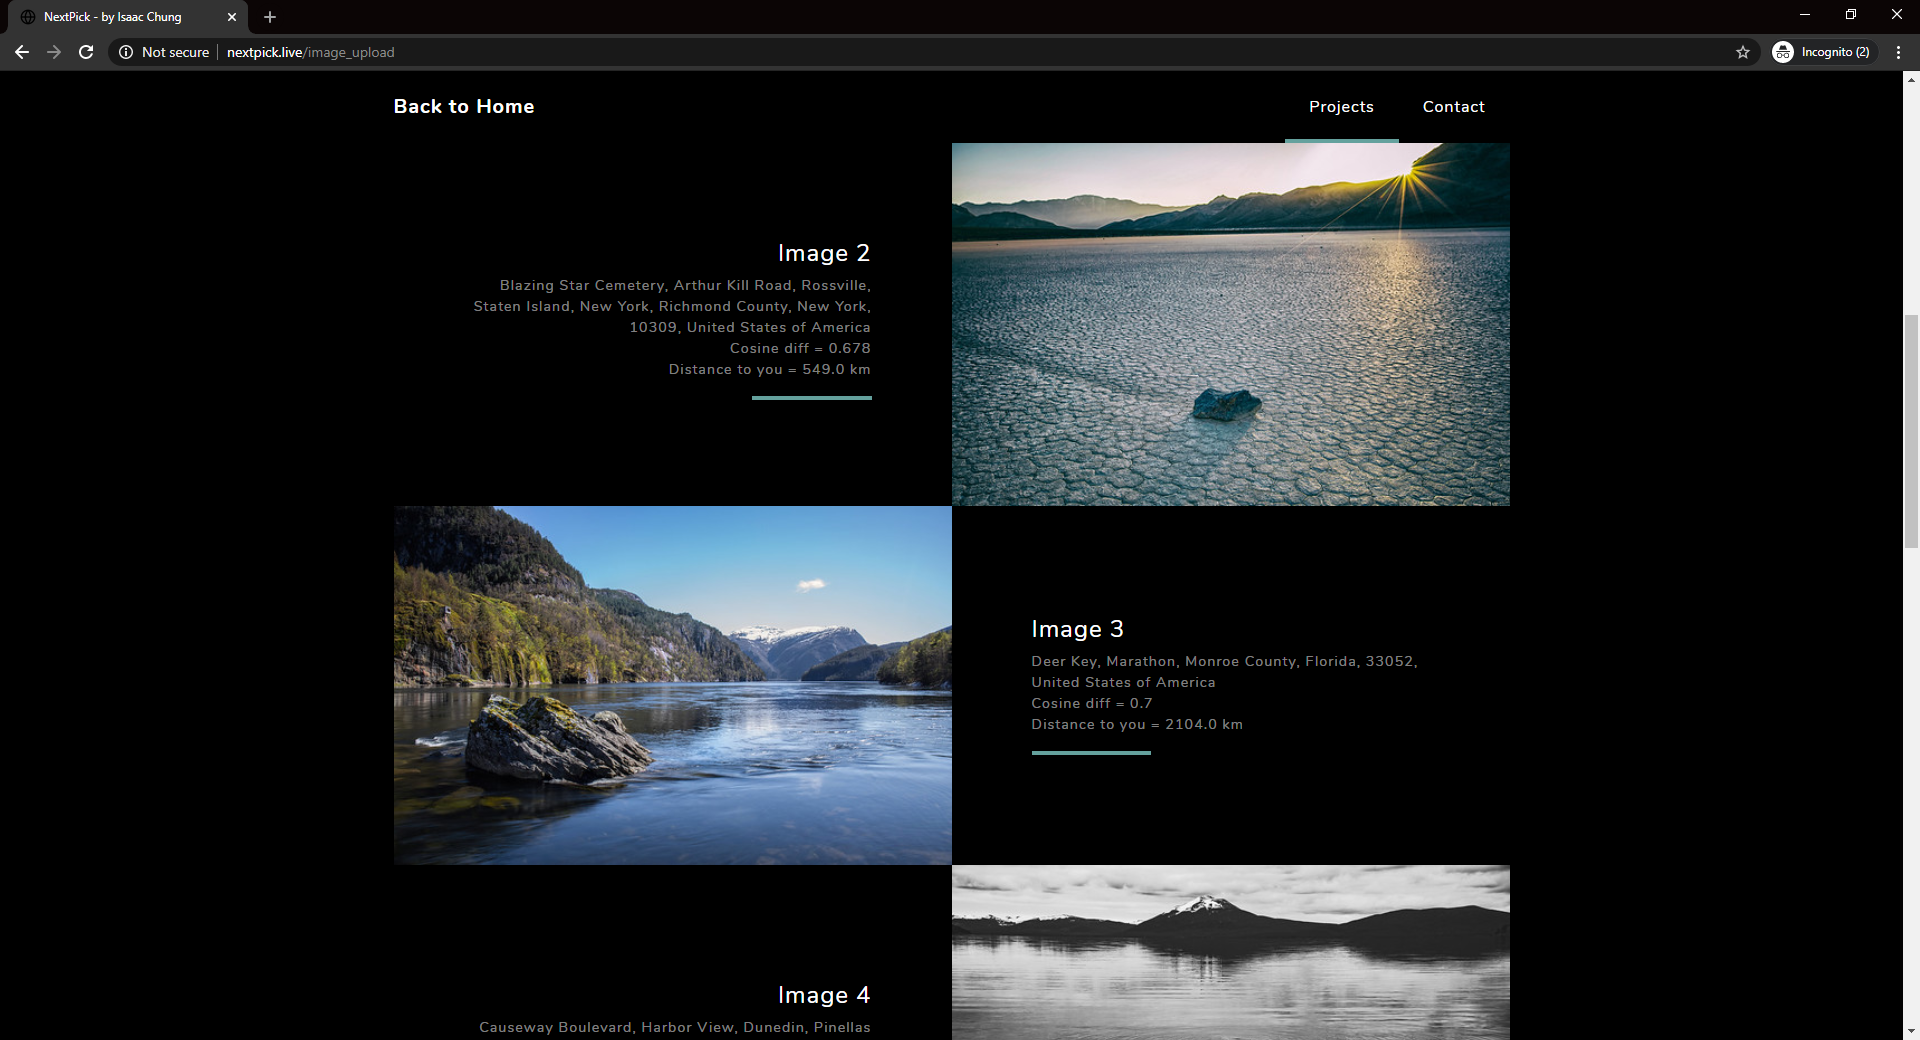 NextPick - by Isaac Chung
Not secure
nextpick.live/image_upload
Incognito (2)
Back to Home
Projects
Contact
Image 2
Blazing Star Cemetery, Arthur Kill Road, Rossville,
Staten Island, New York, Richmond County, New York,
10309, United States of America
Cosine diff = 0.678
Distance to you = 549.0 km
Image 3
Deer Key, Marathon, Monroe County, Florida, 33052,
United States of America
Cosine diff = 0.7
Distance to you = 2104.0 km
Image 4
Causeway Boulevard, Harbor View, Dunedin, Pinellas